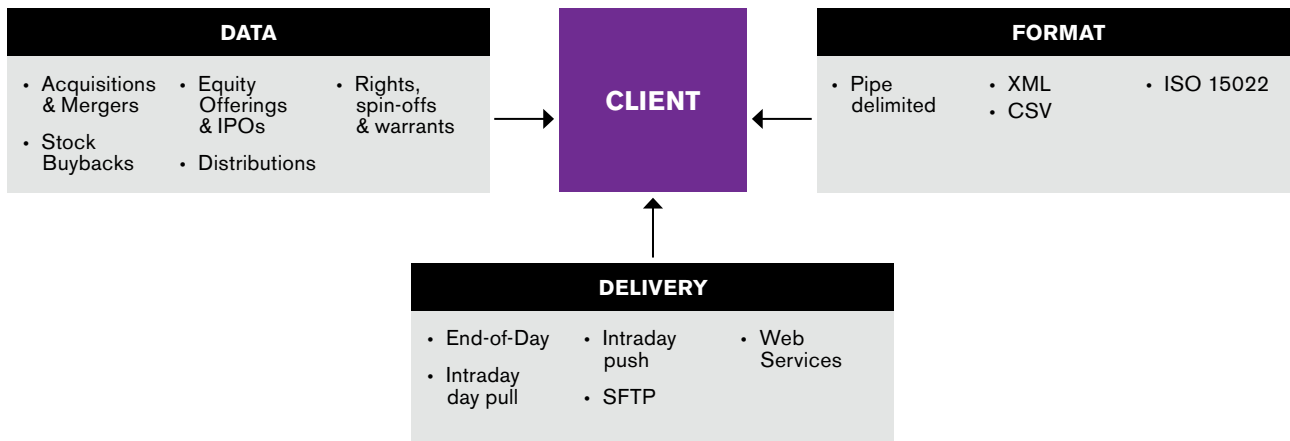 DATA
• Acquisitions
& Mergers
• Stock
Buybacks
• Equity
Offerings
& IPOs
• Distributions
• Rights,
spin-offs
& warrants
CLIENT
FORMAT
• Pipe
delimited
• XML
• CSV
• ISO 15022
DELIVERY
• End-of-Day
• Intraday
day pull
• Intraday
push
• SFTP
• Web
Services